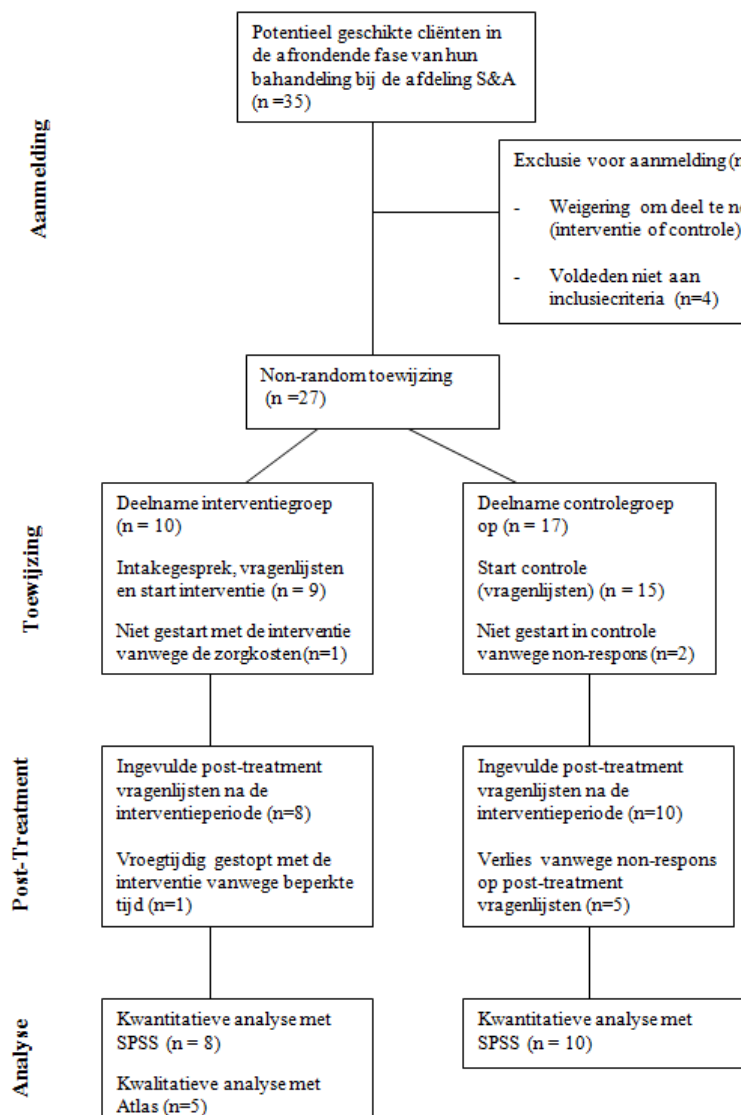 Potentieel geschikte cliënten in
de afrondende fase van hun
bahandeling bij de afdeling S&A
(n =35)
Aanmelding
Exclusie voor aanmelding (n
- Weigering om deel te
(interventie of controle)
- Voldeden niet aan
inclusiecriteria (n=4)
Non-random toewijzing
(n =27)
Toewijzing
Deelname interventiegroep
(n = 10)
Intakegesprek, vragenlijsten
en start interventie (n = 9)
Niet gestart met de interventie
vanwege de zorgkosten(n=1)
Deelname controlegroep
op (n = 17)
Start controle
(vragenlijsten) (n = 15)
Niet gestart in controle
vanwege non-respons(n=2)
Post-Treatment
Ingevulde post-treatment
vragenlijsten na de
interventieperiode (n=8)
Vroegtijdig gestopt met de
interventie vanwege beperkte
tijd (n=1)
Ingevulde post-treatment
vragenlijsten na de
interventieperiode (n=10)
Verlies vanwege non-respons
op post-treatment
vragenlijsten (n=5)
Analyse
Kwantitatieve analyse met
SPSS (n = 8)
Kwalitatieve analyse met
Atlas (n=5)
Kwantitatieve analyse met
SPSS (n = 10)